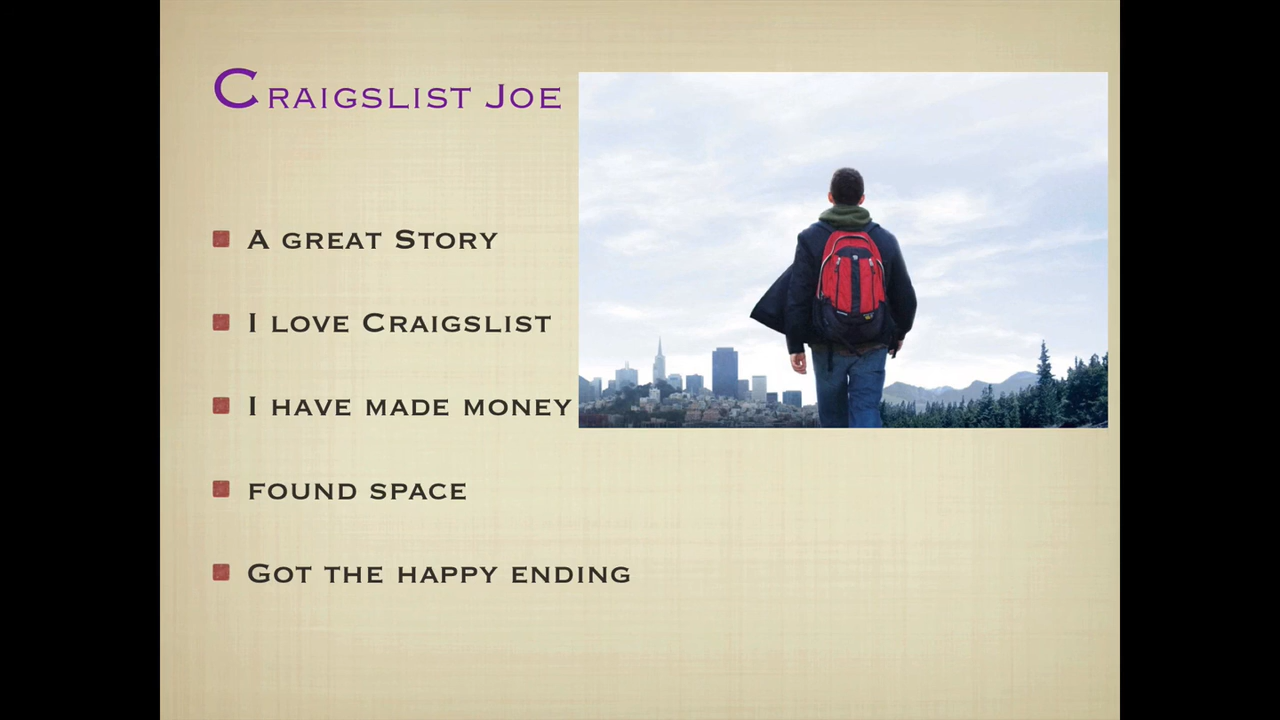 Craigslist Joe
A great Story
I love Craigslist
I have made money
found space
Got the happy ending